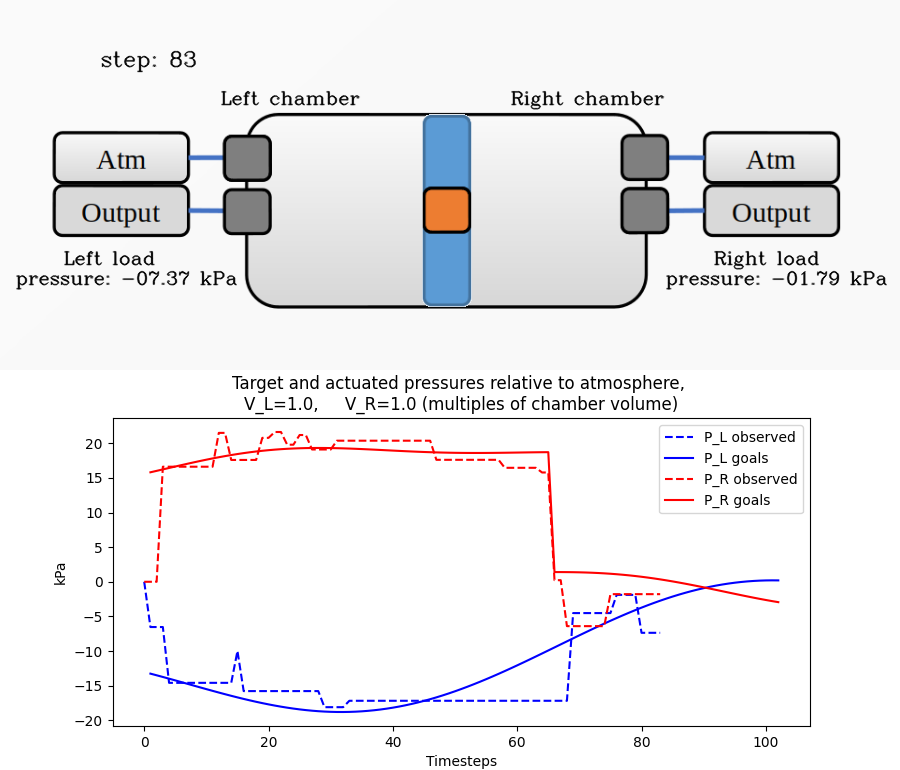 step: 83
Left chamber
Right chamber
Atm
Atm
Output
Output
Left load
pressure: -07.37 kPa
Right load
pressure: -01.79 kPa
Target and actuated pressures relative to atmosphere,
V_L=1.0, V_R=1.0 (multiples of chamber volume)
P_L observed
P_L goals
P_R observed
P_R goals
kPa
20
15
10
5
0
−5
−10
−15
−20
0 20 40 60 80 100
Timesteps